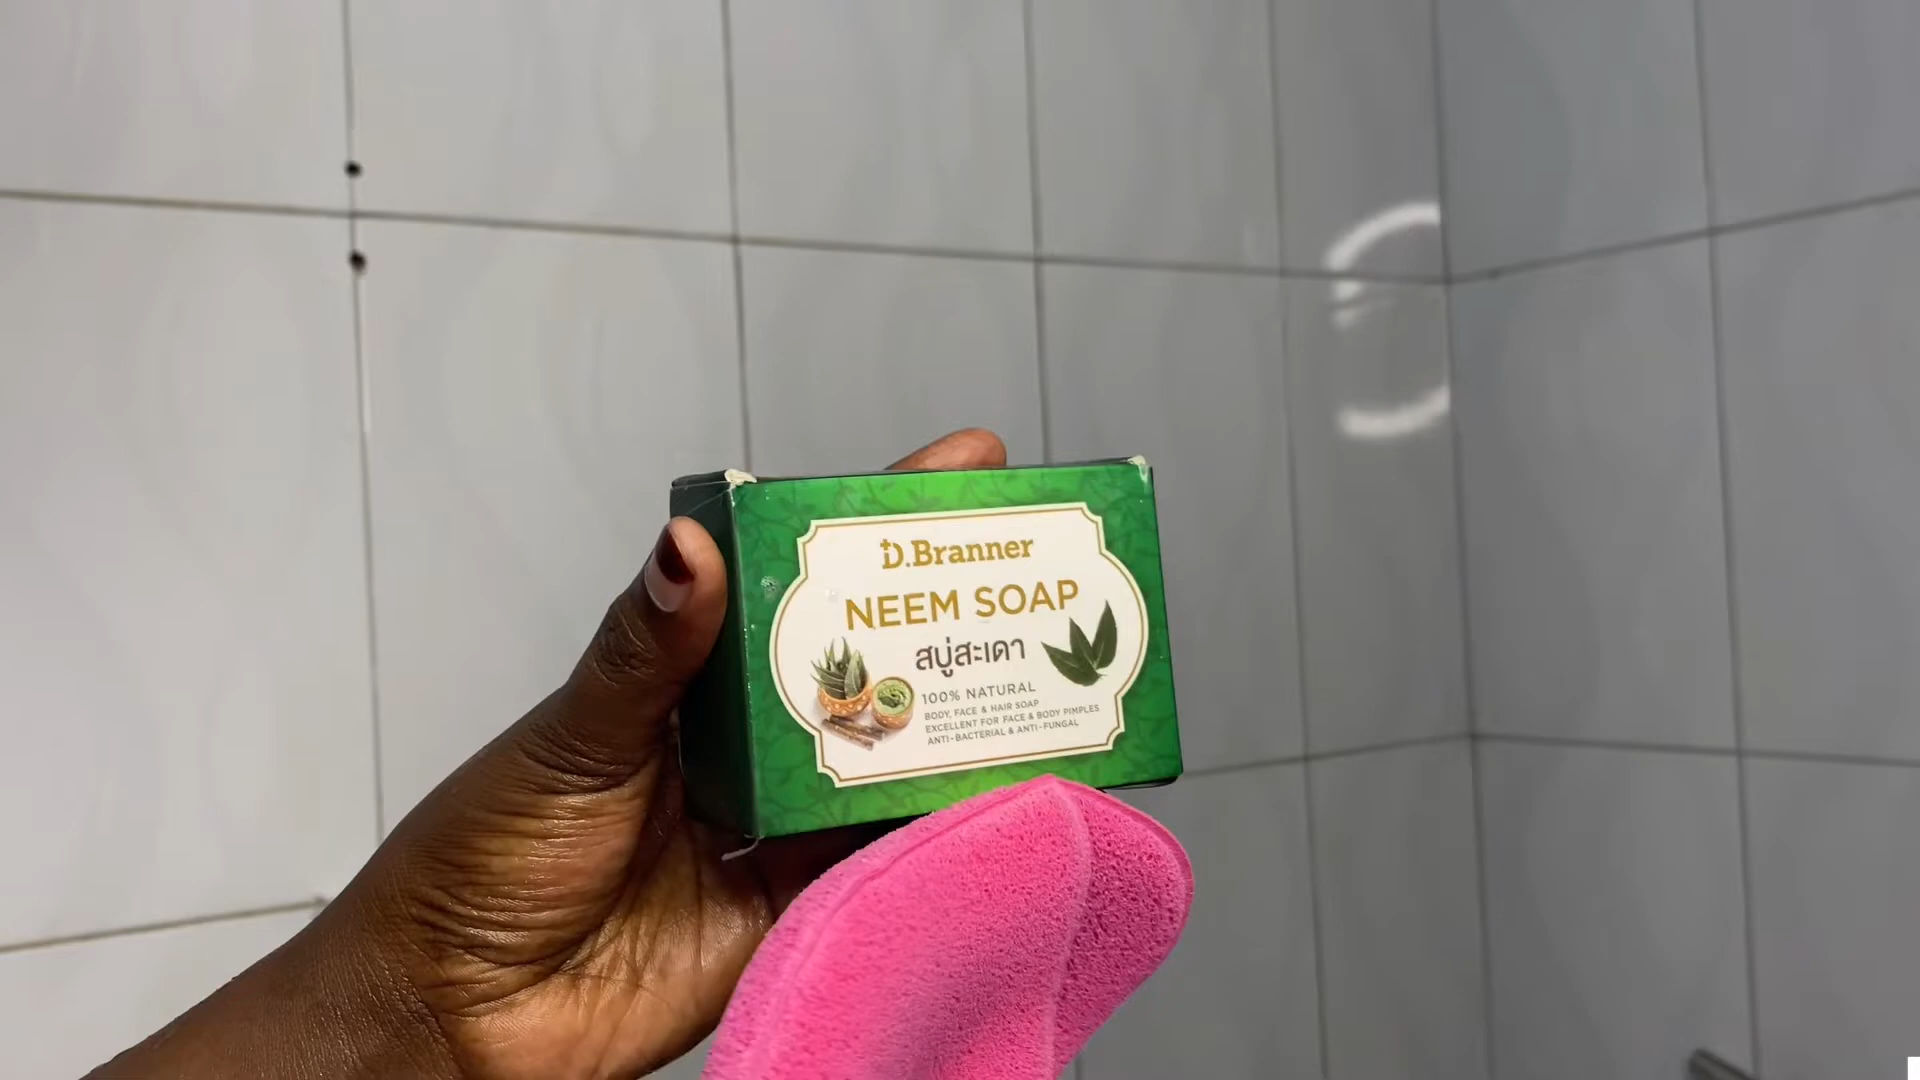 D.Branner
NEEM SOAP
สบู่สะเดา
100% NATURAL
BODY, FACE & HAIR SOAP
EXCELLENT FOR FACE & BODY PIMPLES
ANTI-BACTERIAL & ANTI-FUNGAL